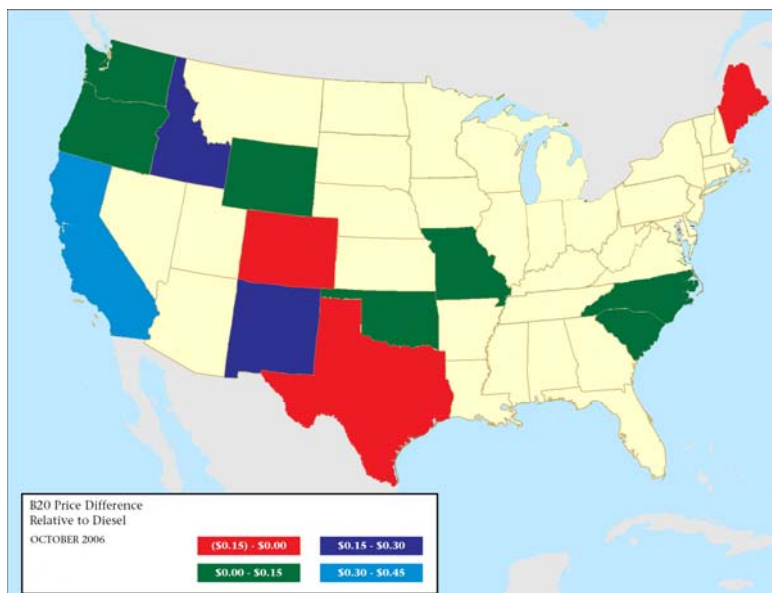 B20 Price Difference
Relative to Diesel
OCTOBER 2006
($0.15) - $0.00
$0.15 - $0.30
$0.00 - $0.15
$0.30 - $0.45